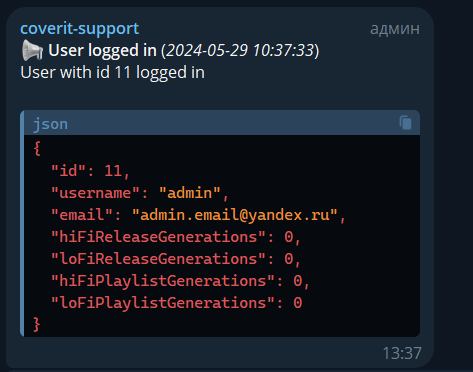 coverit-support админ
📢 User logged in (2024-05-29 10:37:33)
User with id 11 logged in
json
{
  "id": 11,
  "username": "admin",
  "email": "admin.email@yandex.ru",
  "hiFiReleaseGenerations": 0,
  "loFiReleaseGenerations": 0,
  "hiFiPlaylistGenerations": 0,
  "loFiPlaylistGenerations": 0
}
13:37